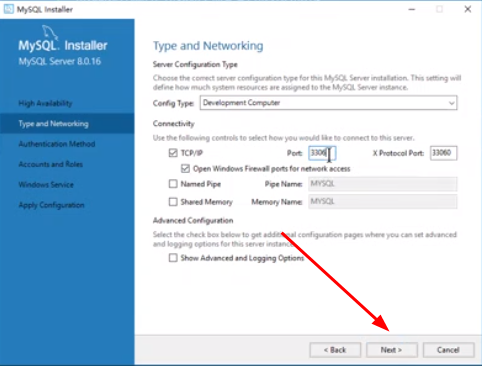 MySQL Installer
MySQL. Installer
MySQL Server 8.0.16
High Availability
Type and Networking
Authentication Method
Accounts and Roles
Windows Service
Apply Configuration
Type and Networking
Server Configuration Type
Choose the correct server configuration type for this MySQL Server installation. This setting will
define how much system resources are assigned to the MySQL Server instance.
Config Type: Development Computer
Connectivity
Use the following controls to select how you would like to connect to this server.
TCP/IP Port: 3306 X Protocol Port: 33060
Open Windows Firewall ports for network access
Named Pipe Pipe Name: MYSQL
Shared Memory Memory Name: MYSQL
Advanced Configuration
Select the check box below to get additional configuration pages where you can set advanced
and logging options for this server instance.
Show Advanced and Logging Options
< Back Next > Cancel